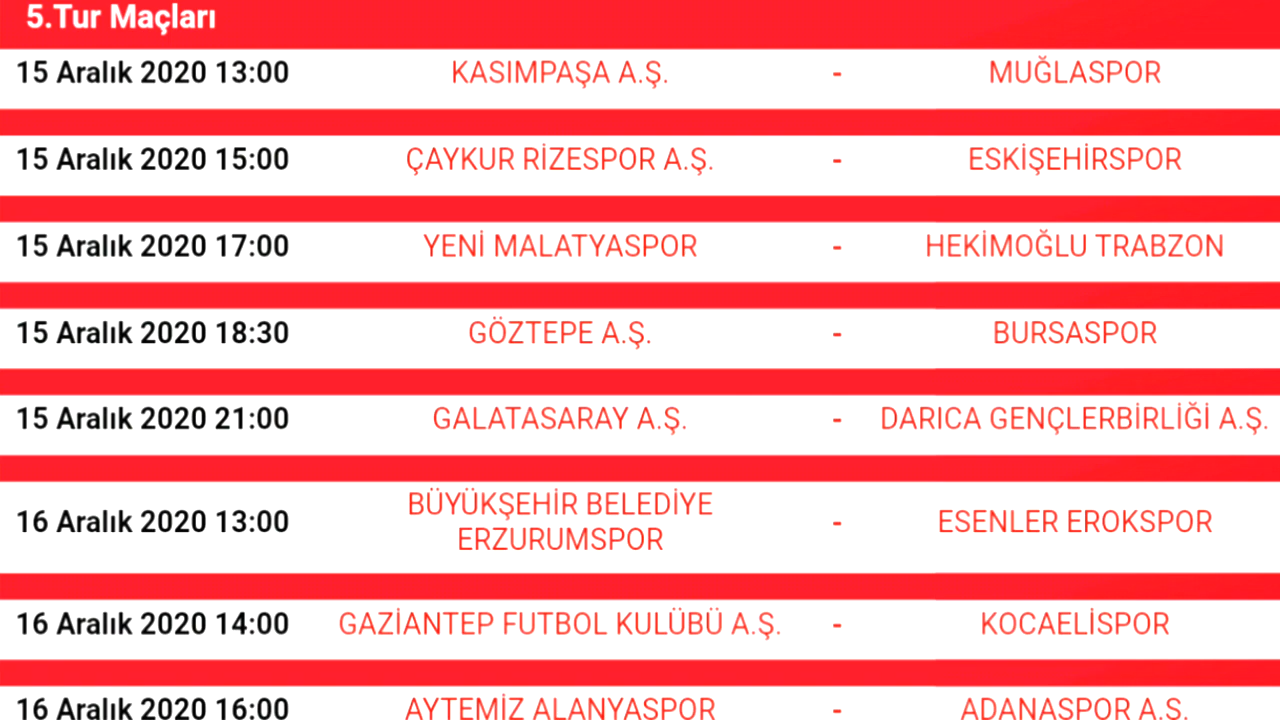 5.Tur Maçları
15 Aralık 2020 13:00 KASIMPAŞA A.Ş. - MUĞLASPOR
15 Aralık 2020 15:00 ÇAYKUR RİZESPOR A.Ş. - ESKİŞEHİRSPOR
15 Aralık 2020 17:00 YENİ MALATYASPOR - HEKİMOĞLU TRABZON
15 Aralık 2020 18:30 GÖZTEPE A.Ş. - BURSASPOR
15 Aralık 2020 21:00 GALATASARAY A.Ş. - DARICA GENÇLERBİRLİĞİ A.Ş.
16 Aralık 2020 13:00 BÜYÜKŞEHİR BELEDİYE
ERZURUMSPOR - ESENLER EROKSPOR
16 Aralık 2020 14:00 GAZİANTEP FUTBOL KULÜBÜ A.Ş. - KOCAELİSPOR
16 Aralık 2020 16:00 AYTEMİZ ALANYASPOR - ADANASPOR A.Ş.